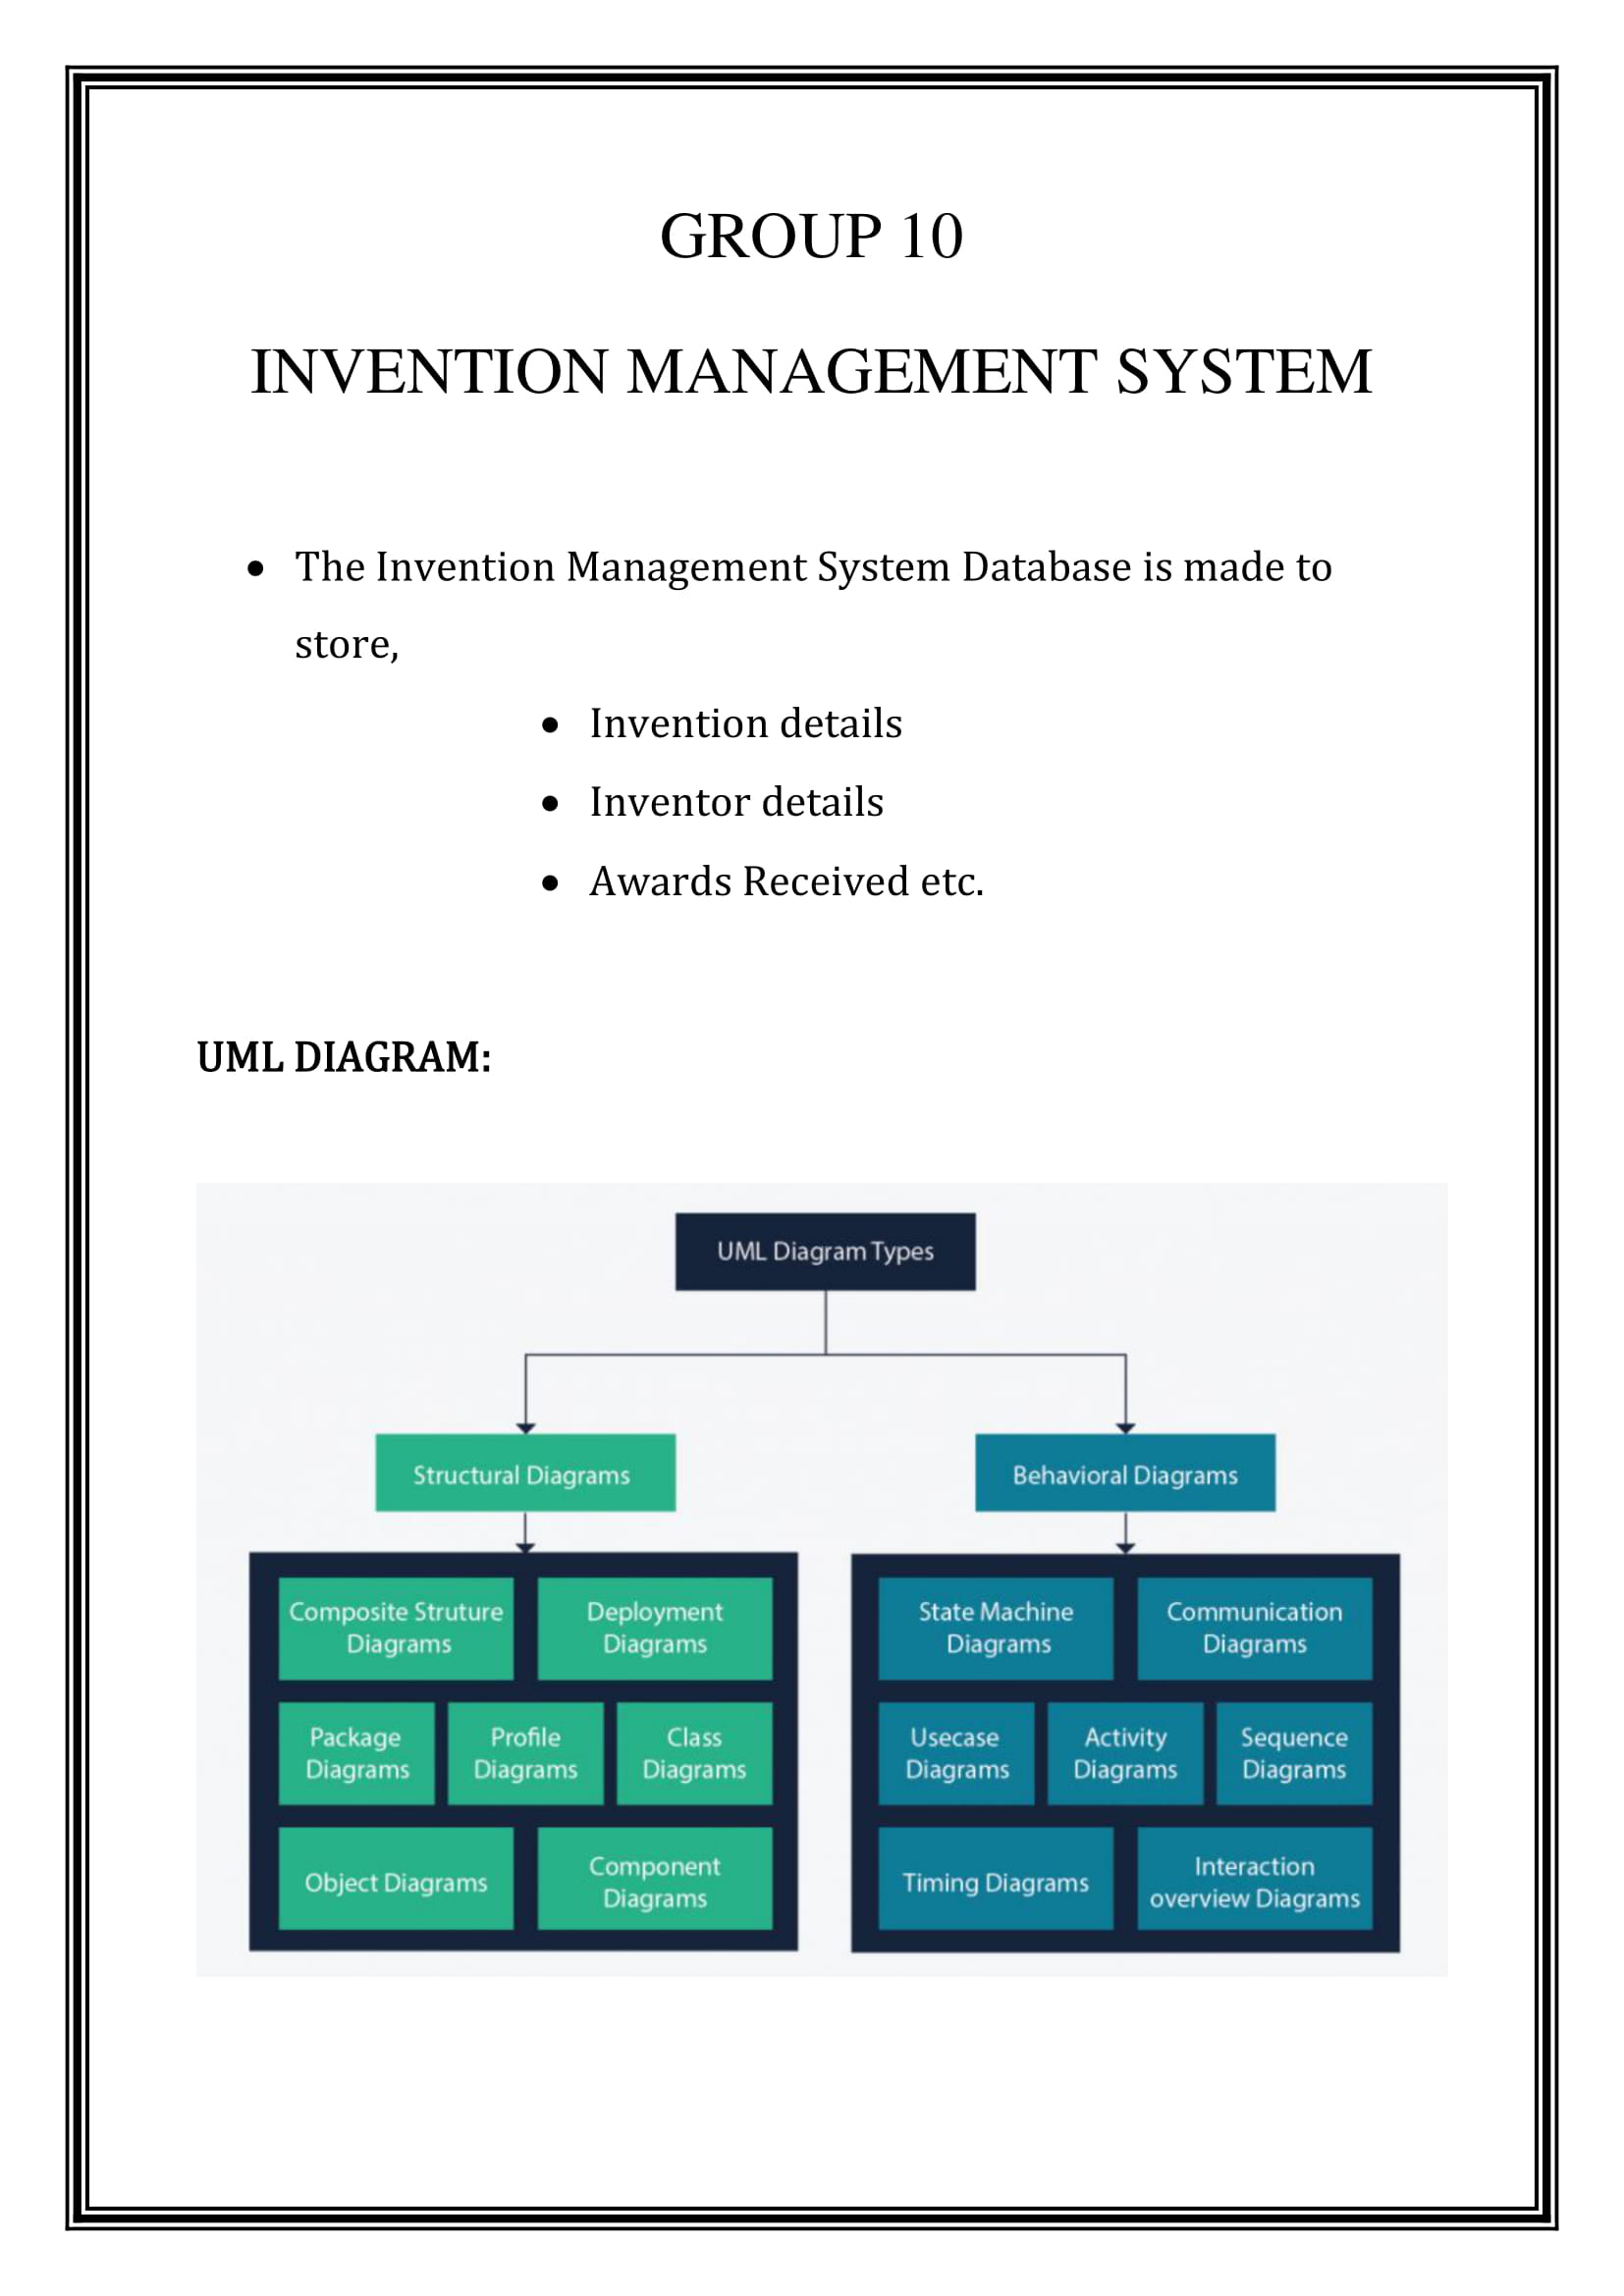 GROUP 10
INVENTION MANAGEMENT SYSTEM
• The Invention Management System Database is made to
store,
• Invention details
• Inventor details
• Awards Received etc.
UML DIAGRAM:
UML Diagram Types
Structural Diagrams
Behavioral Diagrams
Composite Struture
Diagrams
Deployment
Diagrams
Package
Diagrams
Profile
Diagrams
Class
Diagrams
Object Diagrams
Component
Diagrams
State Machine
Diagrams
Communication
Diagrams
Usecase
Diagrams
Activity
Diagrams
Sequence
Diagrams
Timing Diagrams
Interaction
overview Diagrams